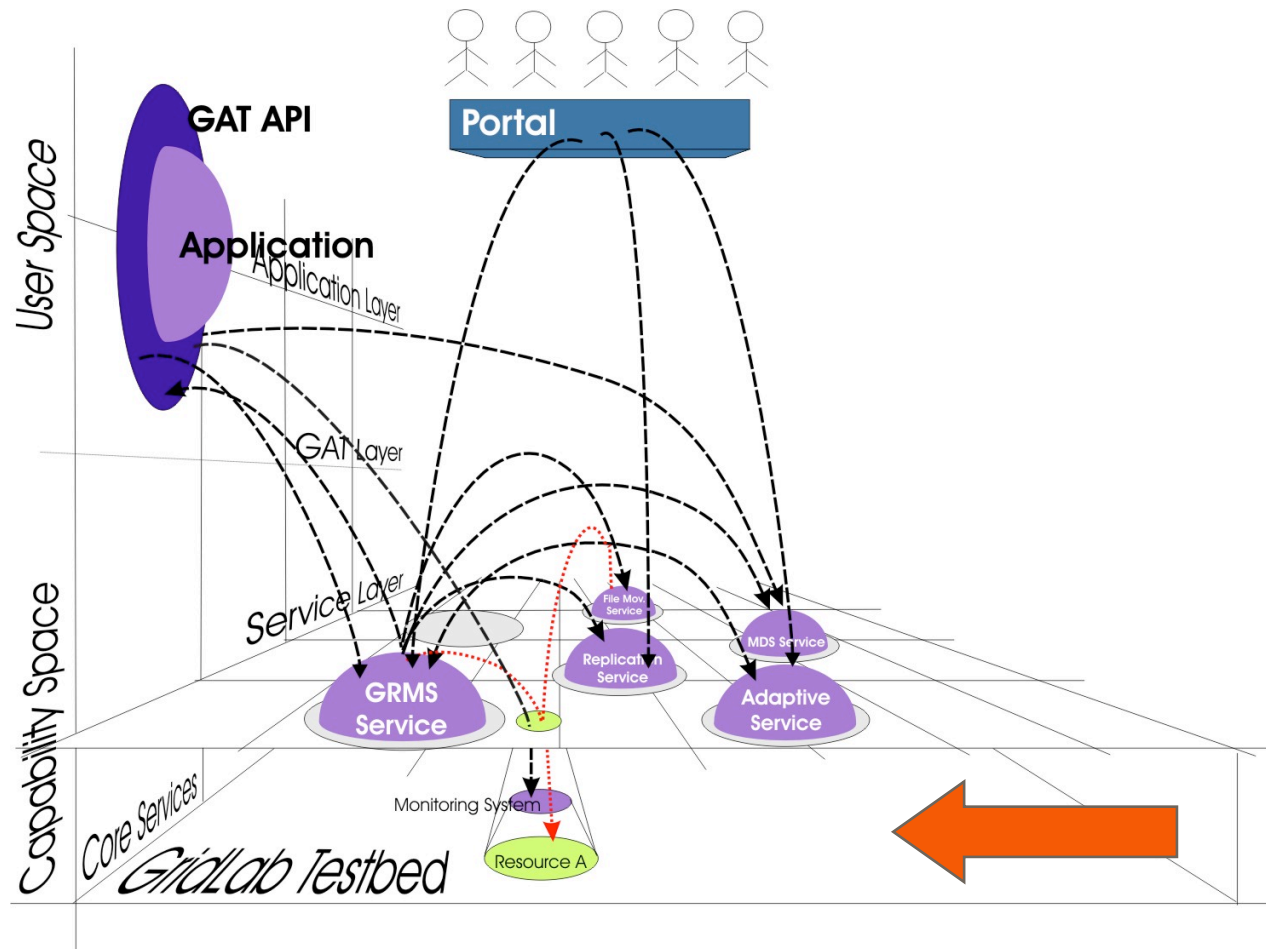 GAT API
Portal
User Space
Application
Application Layer
GAT Layer
Service Layer
File Mov.
Service
MDS Service
Replication
Service
GRMS
Service
Adaptive
Service
Capability Space
Core Services
Monitoring System
Resource A
GridLab Testbed